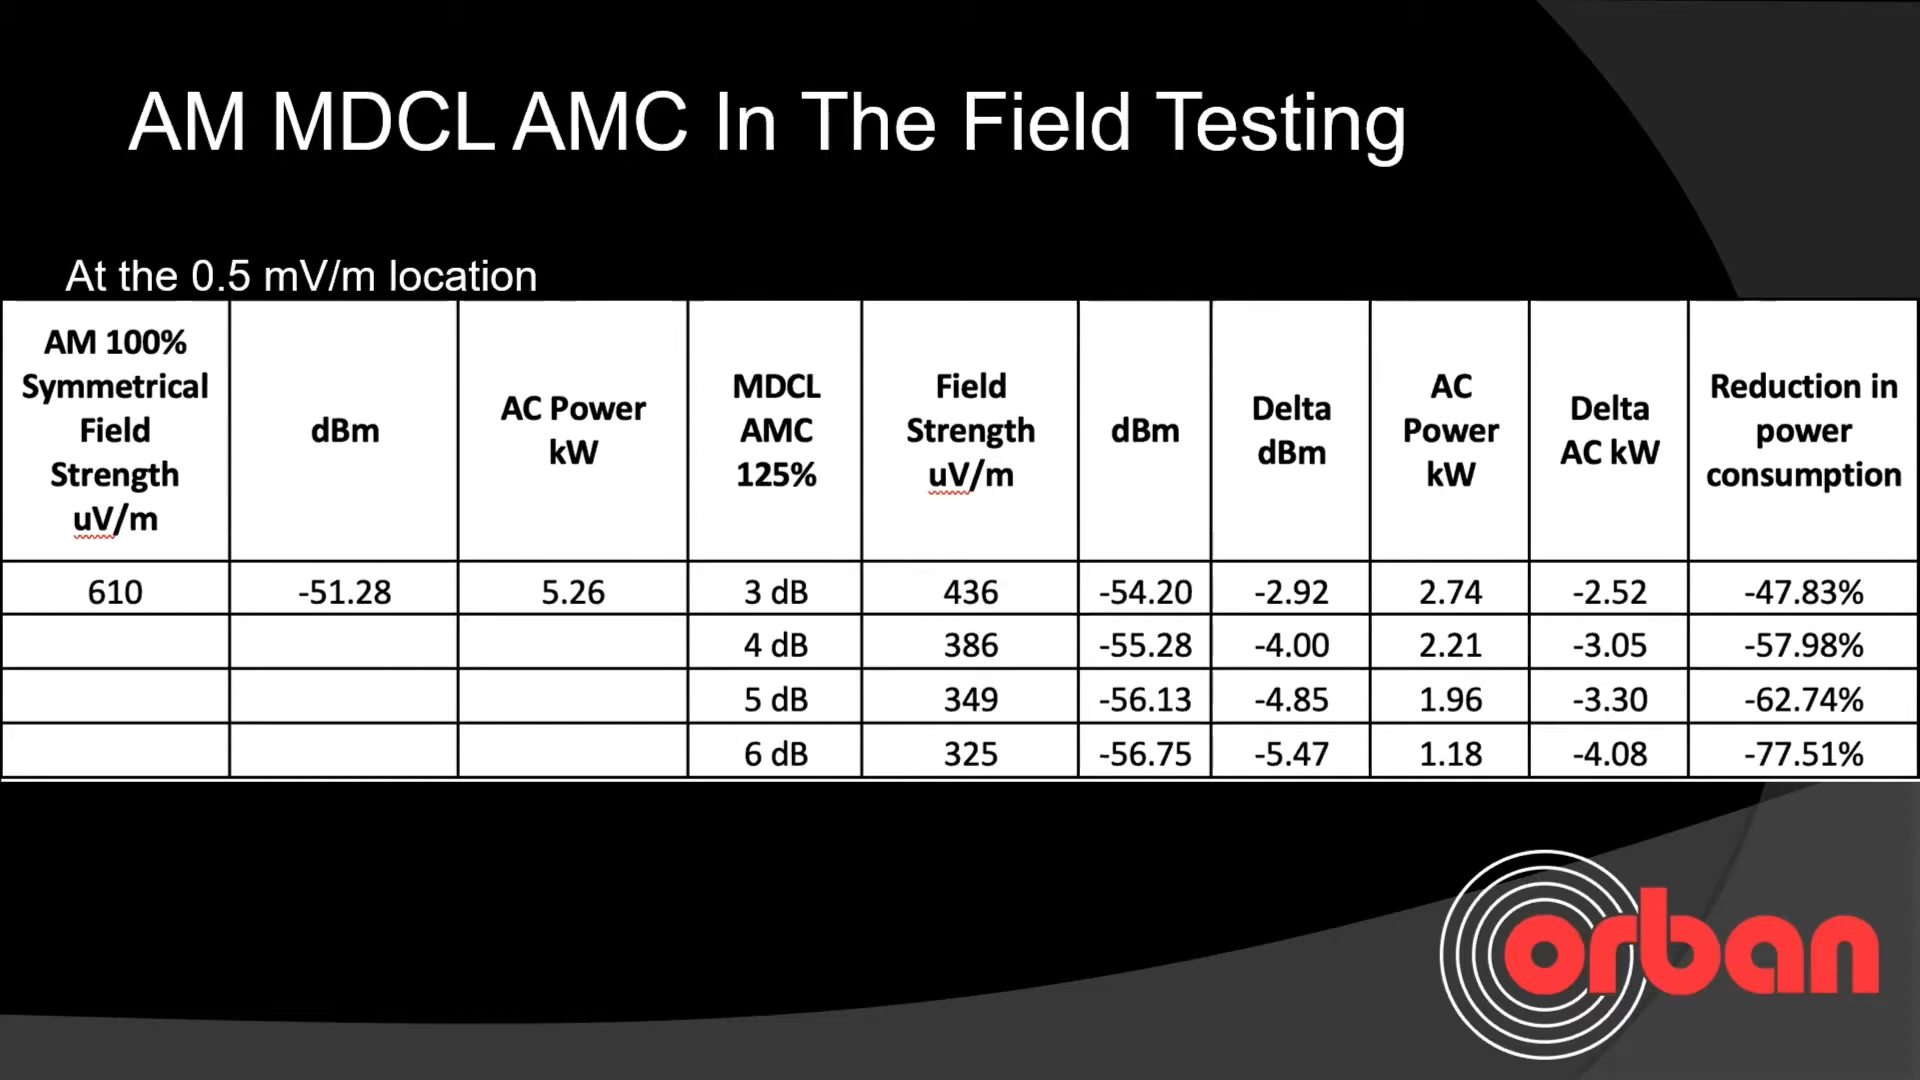 AM MDCL AMC In The Field Testing
At the 0.5 mV/m location
AM 100%
Symmetrical
Field
Strength
uV/m
dBm
AC Power
kW
MDCL
AMC
125%
Field
Strength
uV/m
dBm
Delta
dBm
AC
Power
kW
Delta
AC kW
Reduction in
power
consumption
610 -51.28 5.26 3 dB 436 -54.20 -2.92 2.74 -2.52 -47.83%
4 dB 386 -55.28 -4.00 2.21 -3.05 -57.98%
5 dB 349 -56.13 -4.85 1.96 -3.30 -62.74%
6 dB 325 -56.75 -5.47 1.18 -4.08 -77.51%
orban